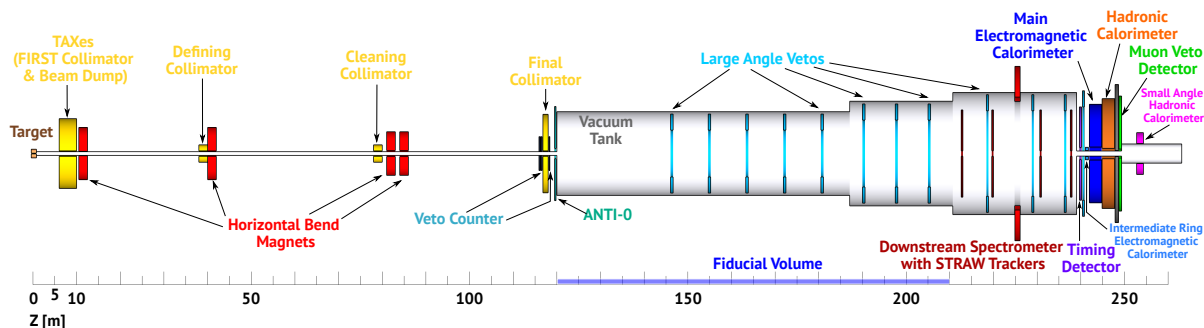 TAXes
(FIRST Collimator
& Beam Dump)
Defining
Collimator
Cleaning
Collimator
Final
Collimator
Large Angle Vetos
Main
Electromagnetic
Calorimeter
Hadronic
Calorimeter
Muon Veto
Detector
Small Angle
Hadronic
Calorimeter
Target
Vacuum
Tank
Horizontal Bend
Magnets
Veto Counter
ANTI-0
Downstream Spectrometer
with STRAW Trackers
Timing
Detector
Intermediate Ring
Electromagnetic
Calorimeter
Fiducial Volume
0 5 10 50 100 150 200 250
Z [m]